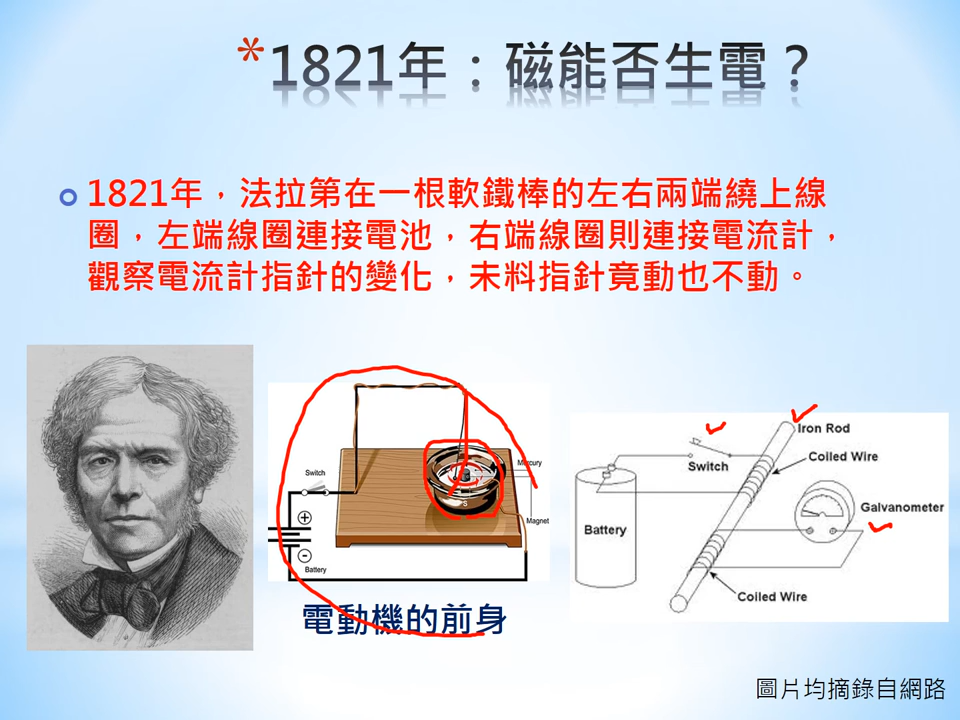 *1821年：磁能否生電？
1821年，法拉第在一根軟鐵棒的左右兩端繞上線
圈，左端線圈連接電池，右端線圈則連接電流計，
觀察電流計指針的變化，未料指針竟動也不動。
Switch
Mercury
S
Magnet
+
-
Battery
電動機的前身
Iron Rod
Coiled Wire
Switch
Galvanometer
Battery
Coiled Wire
圖片均摘錄自網路